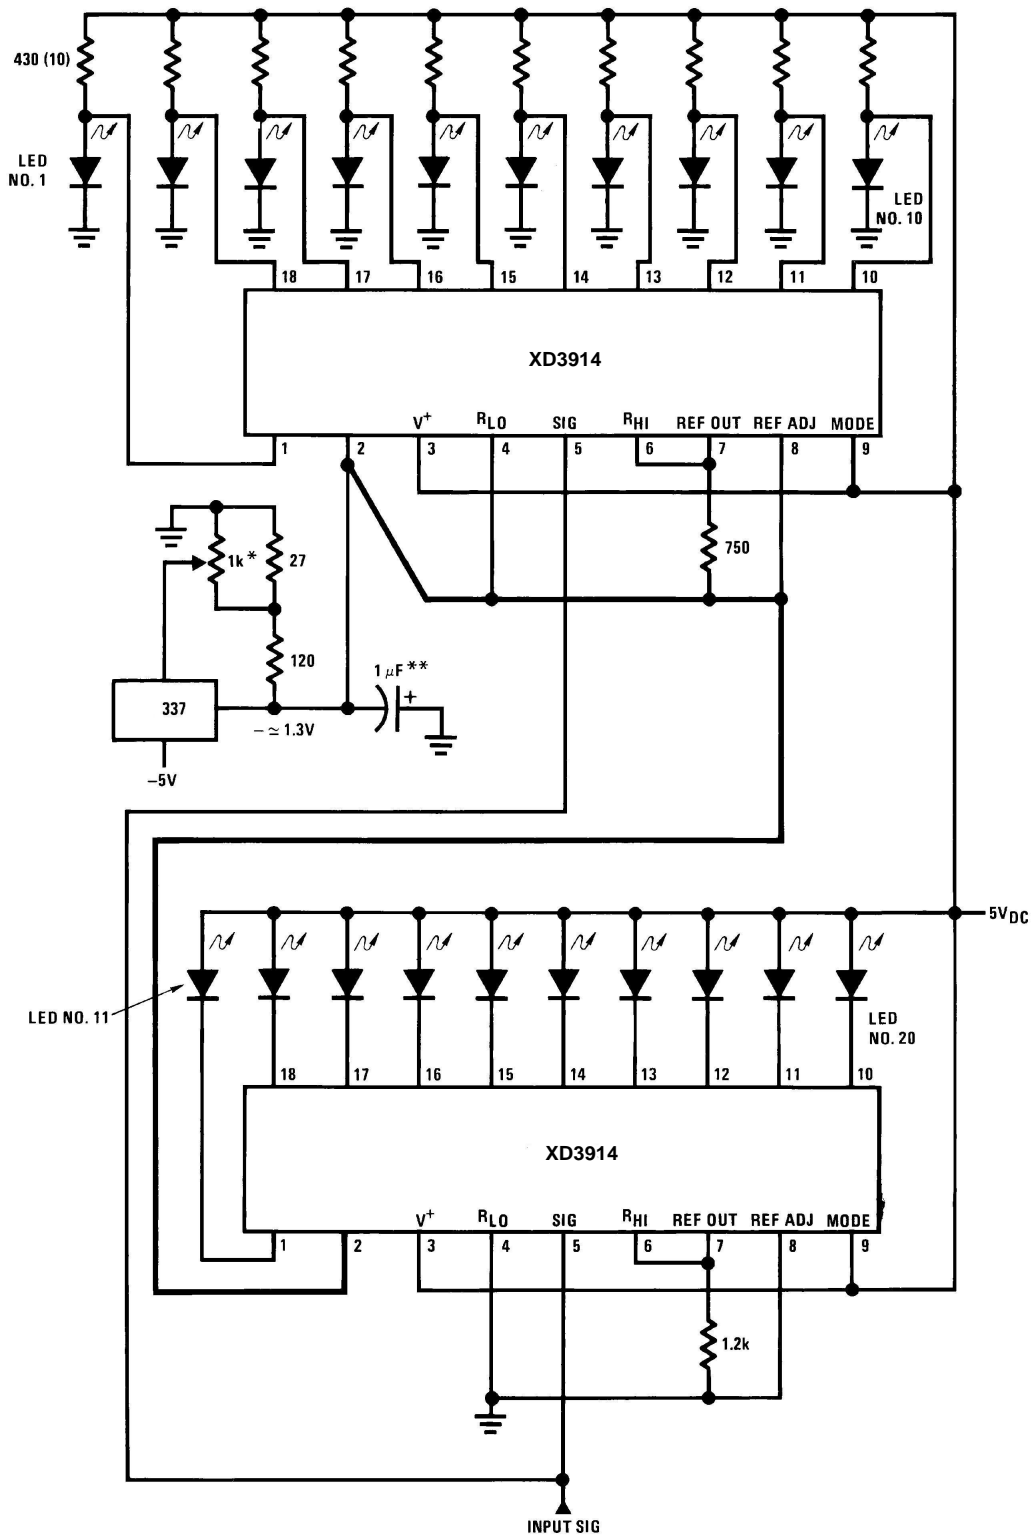 430 (10)
LED
NO. 1
LED
NO. 10
18 17 16 15 14 13 12 11 10
XD3914
V+ RLO SIG RHI REF OUT REF ADJ MODE
1 2 3 4 5 6 7 8 9
1k* 27
750
120
1 μF**
+
337
− ≃ 1.3V
−5V
5VDC
LED NO. 11
LED
NO. 20
18 17 16 15 14 13 12 11 10
XD3914
V+ RLO SIG RHI REF OUT REF ADJ MODE
1 2 3 4 5 6 7 8 9
1.2k
INPUT SIG